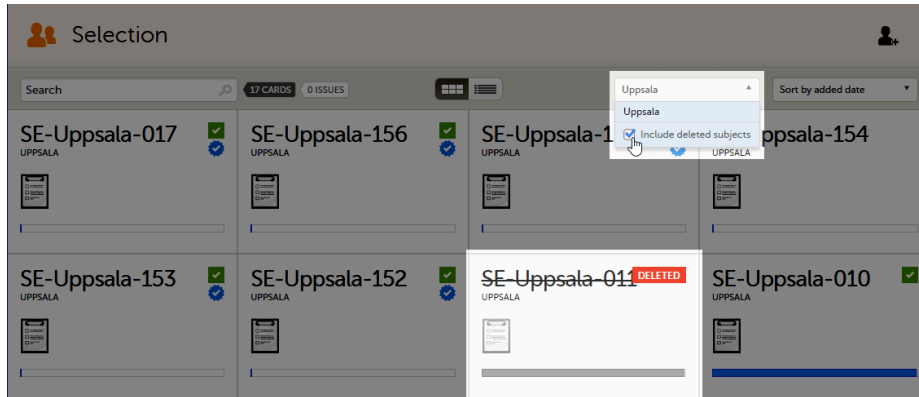 Selection
Search
17 CARDS
0 ISSUES
Uppsala
Sort by added date
Uppsala
Include deleted subjects
SE-Uppsala-017
UPPSALA
SE-Uppsala-156
UPPSALA
SE-Uppsala-1
UPPSALA
ppsala-154
UPPSALA
SE-Uppsala-153
UPPSALA
SE-Uppsala-152
UPPSALA
SE-Uppsala-011
DELETED
UPPSALA
SE-Uppsala-010
UPPSALA